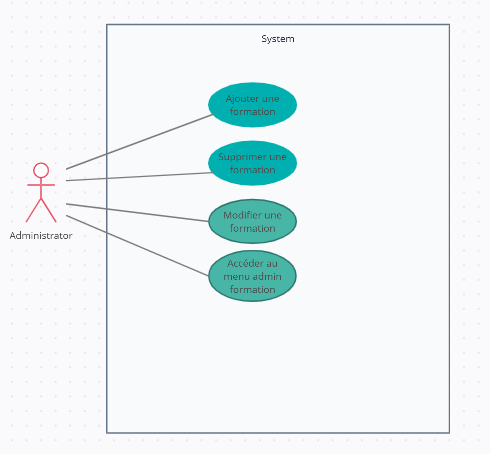 System
Ajouter une
formation
Supprimer une
formation
Modifier une
formation
Accéder au
menu admin
formation
Administrator